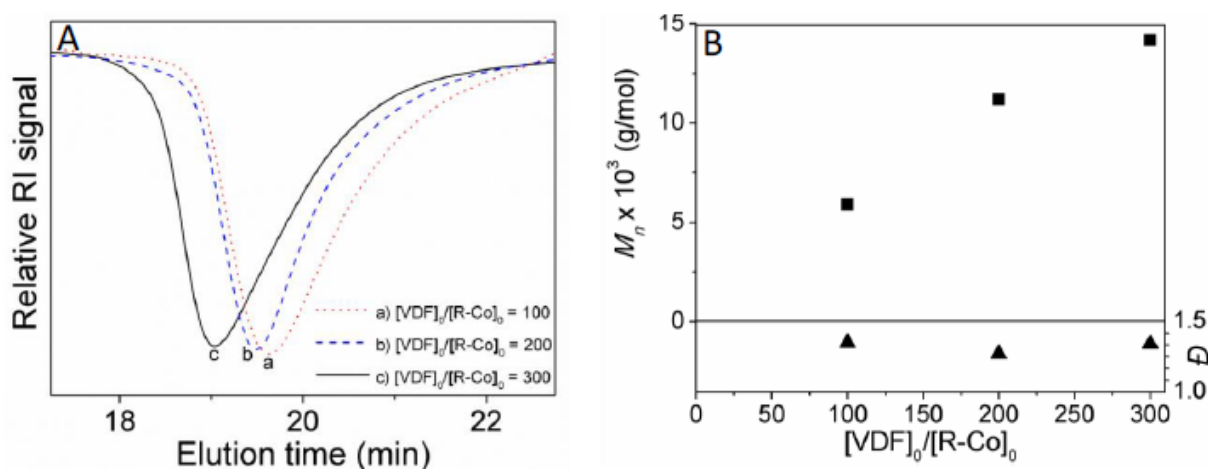 A
Relative RI signal
a) [VDF]₀/[R-Co]₀ = 100
b) [VDF]₀/[R-Co]₀ = 200
c) [VDF]₀/[R-Co]₀ = 300
c
b
a
18
20
22
Elution time (min)
B
Mₙ x 10³ (g/mol)
15
10
5
0
1.5
1.0
Đ
0
50
100
150
200
250
300
[VDF]₀/[R-Co]₀